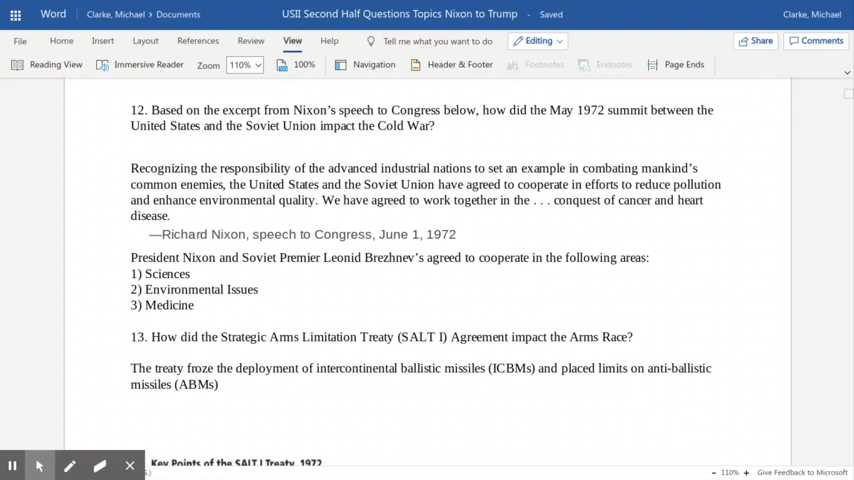 Word Clarke, Michael > Documents USII Second Half Questions Topics Nixon to Trump - Saved Clarke, Michael
File Home Insert Layout References Review View Help Tell me what you want to do Editing Share Comments
Reading View Immersive Reader Zoom 110% 100% Navigation Header & Footer Footnotes Endnotes Page Ends
12. Based on the excerpt from Nixon's speech to Congress below, how did the May 1972 summit between the
United States and the Soviet Union impact the Cold War?
Recognizing the responsibility of the advanced industrial nations to set an example in combating mankind's
common enemies, the United States and the Soviet Union have agreed to cooperate in efforts to reduce pollution
and enhance environmental quality. We have agreed to work together in the . . . conquest of cancer and heart
disease.
—Richard Nixon, speech to Congress, June 1, 1972
President Nixon and Soviet Premier Leonid Brezhnev's agreed to cooperate in the following areas:
1) Sciences
2) Environmental Issues
3) Medicine
13. How did the Strategic Arms Limitation Treaty (SALT I) Agreement impact the Arms Race?
The treaty froze the deployment of intercontinental ballistic missiles (ICBMs) and placed limits on anti-ballistic
missiles (ABMs)
Key Points of the SALT I Treaty, 1972
S.) - 110% + Give Feedback to Microsoft